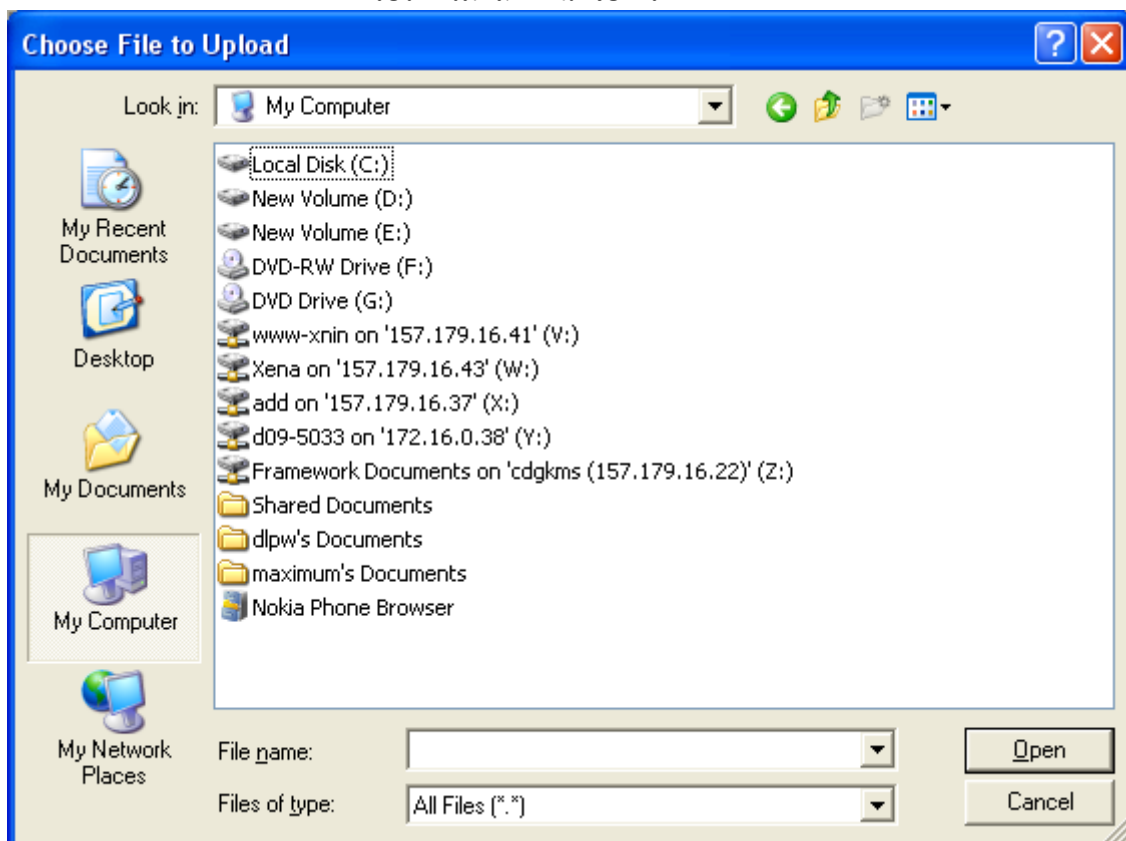 Choose File to Upload
Look in:
My Computer
My Recent
Documents
Desktop
My Documents
My Computer
My Network
Places
Local Disk (C:)
New Volume (D:)
New Volume (E:)
DVD-RW Drive (F:)
DVD Drive (G:)
www-xnin on '157.179.16.41' (V:)
Xena on '157.179.16.43' (W:)
add on '157.179.16.37' (X:)
d09-5033 on '172.16.0.38' (Y:)
Framework Documents on 'cdgkms (157.179.16.22)' (Z:)
Shared Documents
dlpw's Documents
maximum's Documents
Nokia Phone Browser
File name:
Open
Files of type:
All Files (*.*)
Cancel